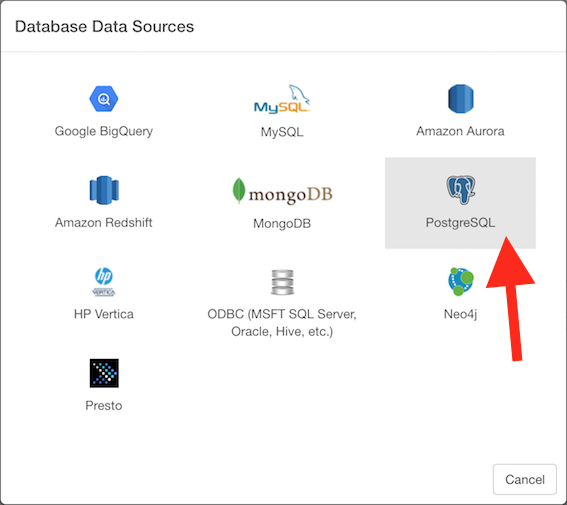 Database Data Sources
Google BigQuery
MySQL
MySQL
Amazon Aurora
Amazon Redshift
mongoDB
MongoDB
PostgreSQL
hp
VERTICA
HP Vertica
ODBC (MSFT SQL Server,
Oracle, Hive, etc.)
Neo4j
Presto
Cancel